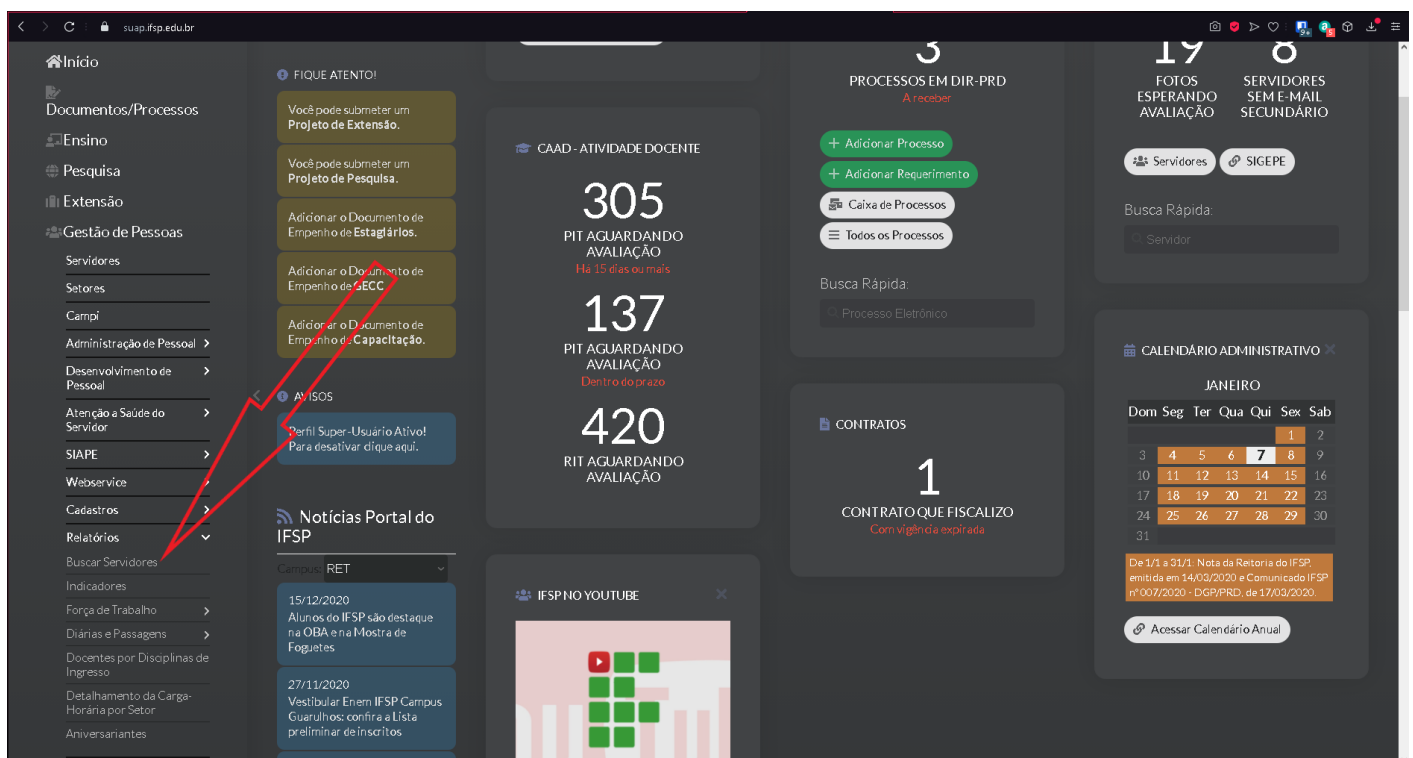 suap.ifsp.edu.br
9+
Início
Documentos/Processos
Ensino
Pesquisa
Extensão
Gestão de Pessoas
Servidores
Setores
Campi
Administração de Pessoal
Desenvolvimento de
Pessoal
Atenção a Saúde do
Servidor
SIAPE
Webservice
Cadastros
Relatórios
Buscar Servidores
Indicadores
Força de Trabalho
Diárias e Passagens
Docentes por Disciplinas de
Ingresso
Detalhamento da Carga-
Horária por Setor
Aniversariantes
FIQUE ATENTO!
Você pode submeter um
Projeto de Extensão.
Você pode submeter um
Projeto de Pesquisa.
Adicionar o Documento de
Empenho de Estagiários.
Adicionar o Documento de
Empenho de GECC
Adicionar o Documento de
Empenho de Capacitação.
AVISOS
Perfil Super-Usuário Ativo!
Para desativar clique aqui.
Notícias Portal do
IFSP
Campus: RET
15/12/2020
Alunos do IFSP são destaque
na OBA e na Mostra de
Foguetes
27/11/2020
Vestibular Enem IFSP Campus
Guarulhos: confira a Lista
preliminar de inscritos
CAAD - ATIVIDADE DOCENTE
305
PIT AGUARDANDO
AVALIAÇÃO
Há 15 dias ou mais
137
PIT AGUARDANDO
AVALIAÇÃO
Dentro do prazo
420
RIT AGUARDANDO
AVALIAÇÃO
IFSP NO YOUTUBE
3
PROCESSOS EM DIR-PRD
A receber
+ Adicionar Processo
+ Adicionar Requerimento
Caixa de Processos
Todos os Processos
Busca Rápida:
Processo Eletrônico
CONTRATOS
1
CONTRATO QUE FISCALIZO
Com vigência expirada
19
FOTOS
ESPERANDO
AVALIAÇÃO
8
SERVIDORES
SEM E-MAIL
SECUNDÁRIO
Servidores
SIGEPE
Busca Rápida:
Servidor
CALENDÁRIO ADMINISTRATIVO
JANEIRO
Dom Seg Ter Qua Qui Sex Sab
1 2
3 4 5 6 7 8 9
10 11 12 13 14 15 16
17 18 19 20 21 22 23
24 25 26 27 28 29 30
31
De 1/1 a 31/1: Nota da Reitoria do IFSP,
emitida em 14/03/2020 e Comunicado IFSP
nº 007/2020 - DGP/PRD, de 17/03/2020.
Acessar Calendário Anual